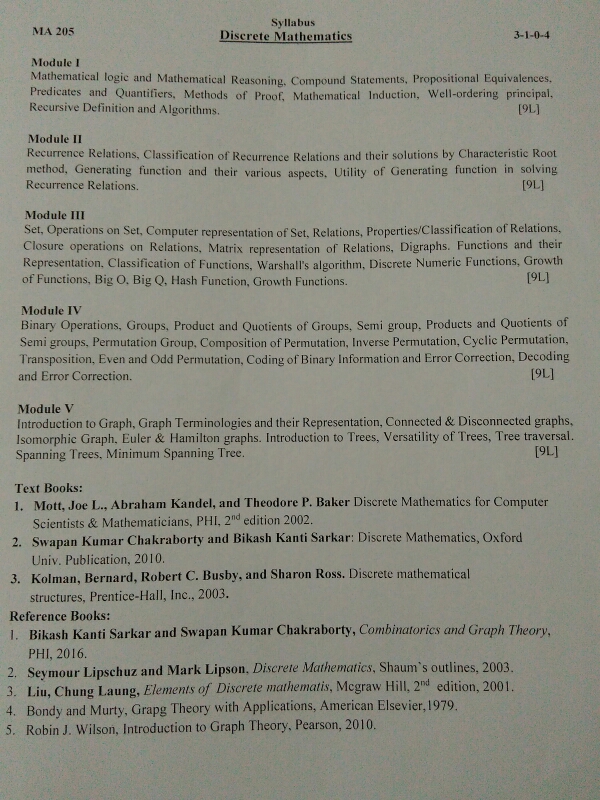 Syllabus
MA 205
Discrete Mathematics
3-1-0-4
Module I
Mathematical logic and Mathematical Reasoning, Compound Statements, Propositional Equivalences,
Predicates and Quantifiers, Methods of Proof, Mathematical Induction, Well-ordering principal,
Recursive Definition and Algorithms. [9L]
Module II
Recurrence Relations, Classification of Recurrence Relations and their solutions by Characteristic Root
method, Generating function and their various aspects, Utility of Generating function in solving
Recurrence Relations. [9L]
Module III
Set, Operations on Set, Computer representation of Set, Relations, Properties/Classification of Relations,
Closure operations on Relations, Matrix representation of Relations, Digraphs. Functions and their
Representation, Classification of Functions, Warshall's algorithm, Discrete Numeric Functions, Growth
of Functions, Big O, Big Q, Hash Function, Growth Functions. [9L]
Module IV
Binary Operations, Groups, Product and Quotients of Groups, Semi group, Products and Quotients of
Semi groups, Permutation Group, Composition of Permutation, Inverse Permutation, Cyclic Permutation,
Transposition, Even and Odd Permutation, Coding of Binary Information and Error Correction, Decoding
and Error Correction. [9L]
Module V
Introduction to Graph, Graph Terminologies and their Representation, Connected & Disconnected graphs,
Isomorphic Graph, Euler & Hamilton graphs. Introduction to Trees, Versatility of Trees, Tree traversal.
Spanning Trees, Minimum Spanning Tree. [9L]
Text Books:
1. Mott, Joe L., Abraham Kandel, and Theodore P. Baker Discrete Mathematics for Computer
Scientists & Mathematicians, PHI, 2nd edition 2002.
2. Swapan Kumar Chakraborty and Bikash Kanti Sarkar: Discrete Mathematics, Oxford
Univ. Publication, 2010.
3. Kolman, Bernard, Robert C. Busby, and Sharon Ross. Discrete mathematical
structures, Prentice-Hall, Inc., 2003.
Reference Books:
1. Bikash Kanti Sarkar and Swapan Kumar Chakraborty, Combinatorics and Graph Theory,
PHI, 2016.
2. Seymour Lipschuz and Mark Lipson, Discrete Mathematics, Shaum's outlines, 2003.
3. Liu, Chung Laung, Elements of Discrete mathematis, Mcgraw Hill, 2nd edition, 2001.
4. Bondy and Murty, Grapg Theory with Applications, American Elsevier,1979.
5. Robin J. Wilson, Introduction to Graph Theory, Pearson, 2010.